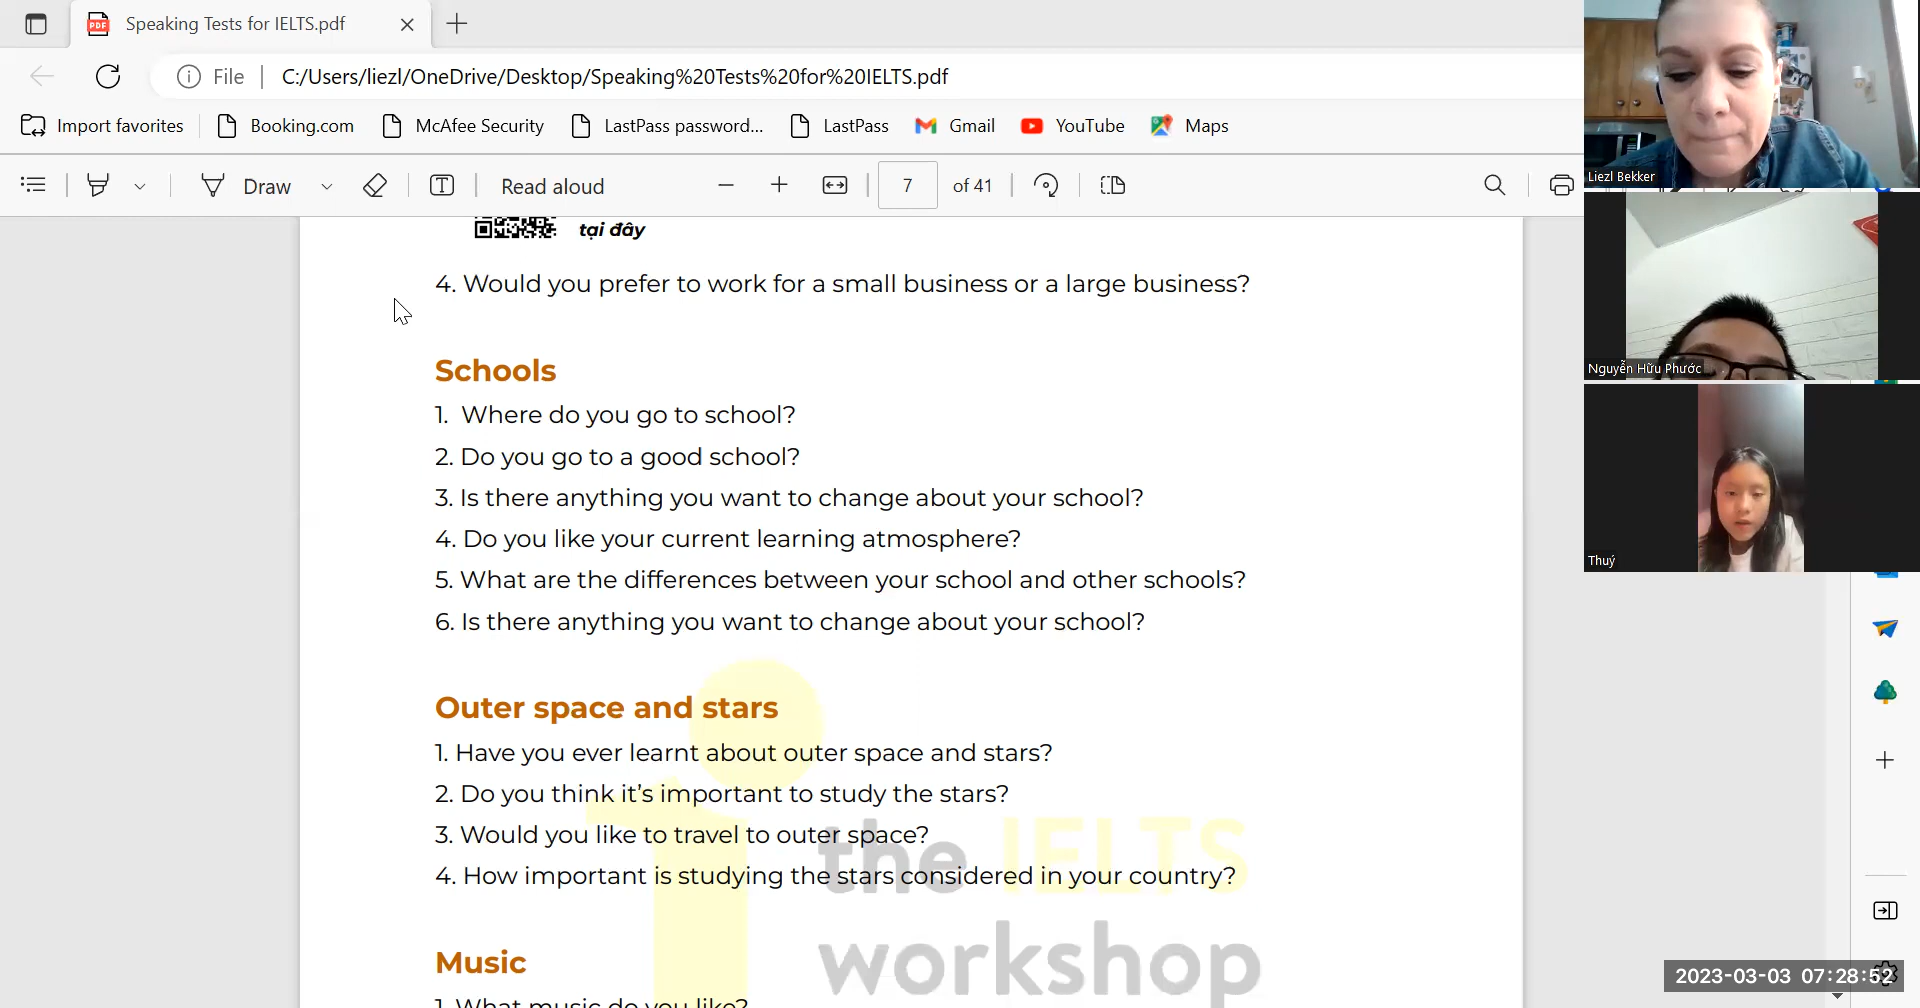 Speaking Tests for IELTS.pdf
File
C:/Users/liezl/OneDrive/Desktop/Speaking%20Tests%20for%20IELTS.pdf
Import favorites
Booking.com
McAfee Security
LastPass password...
LastPass
Gmail
YouTube
Maps
Draw
Read aloud
7 of 41
tại đây
4. Would you prefer to work for a small business or a large business?
Schools
1. Where do you go to school?
2. Do you go to a good school?
3. Is there anything you want to change about your school?
4. Do you like your current learning atmosphere?
5. What are the differences between your school and other schools?
6. Is there anything you want to change about your school?
Outer space and stars
1. Have you ever learnt about outer space and stars?
2. Do you think it's important to study the stars?
3. Would you like to travel to outer space?
4. How important is studying the stars considered in your country?
the IELTS
workshop
Music
1. What music do you like?
Liezl Bekker
Nguyễn Hữu Phước
Thuý
2023-03-03 07:28:52